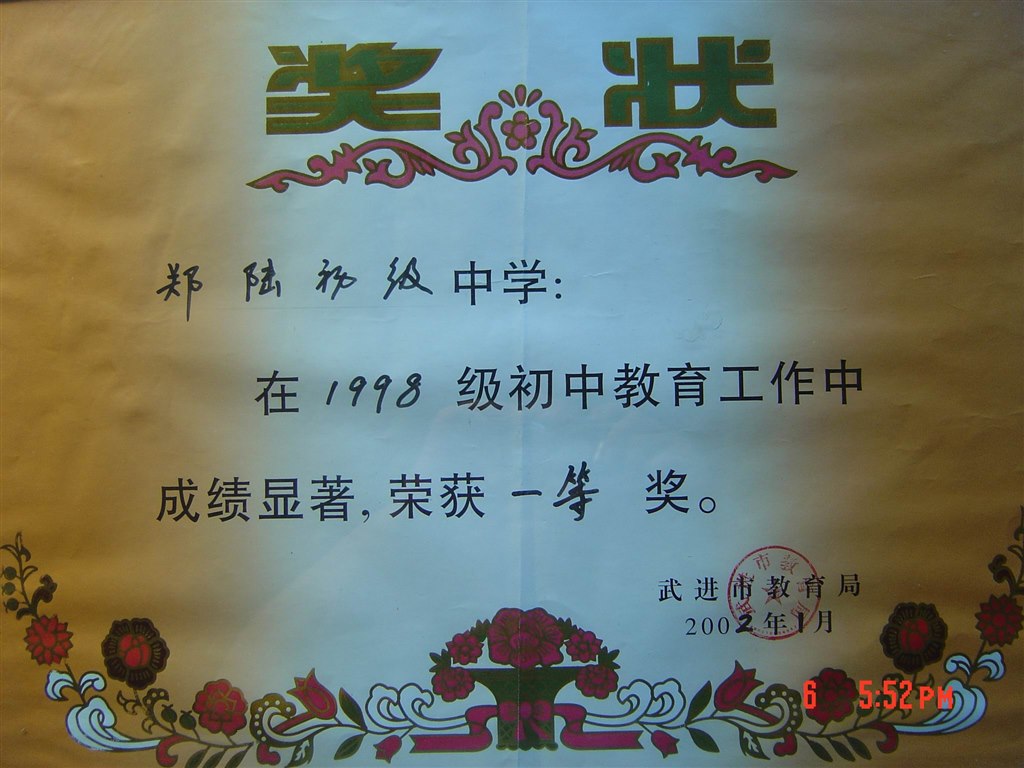 奖状
郑陆初级中学:
在1998级初中教育工作中
成绩显著,荣获一等奖。
武进市教育局
2002年1月
6 5:52PM